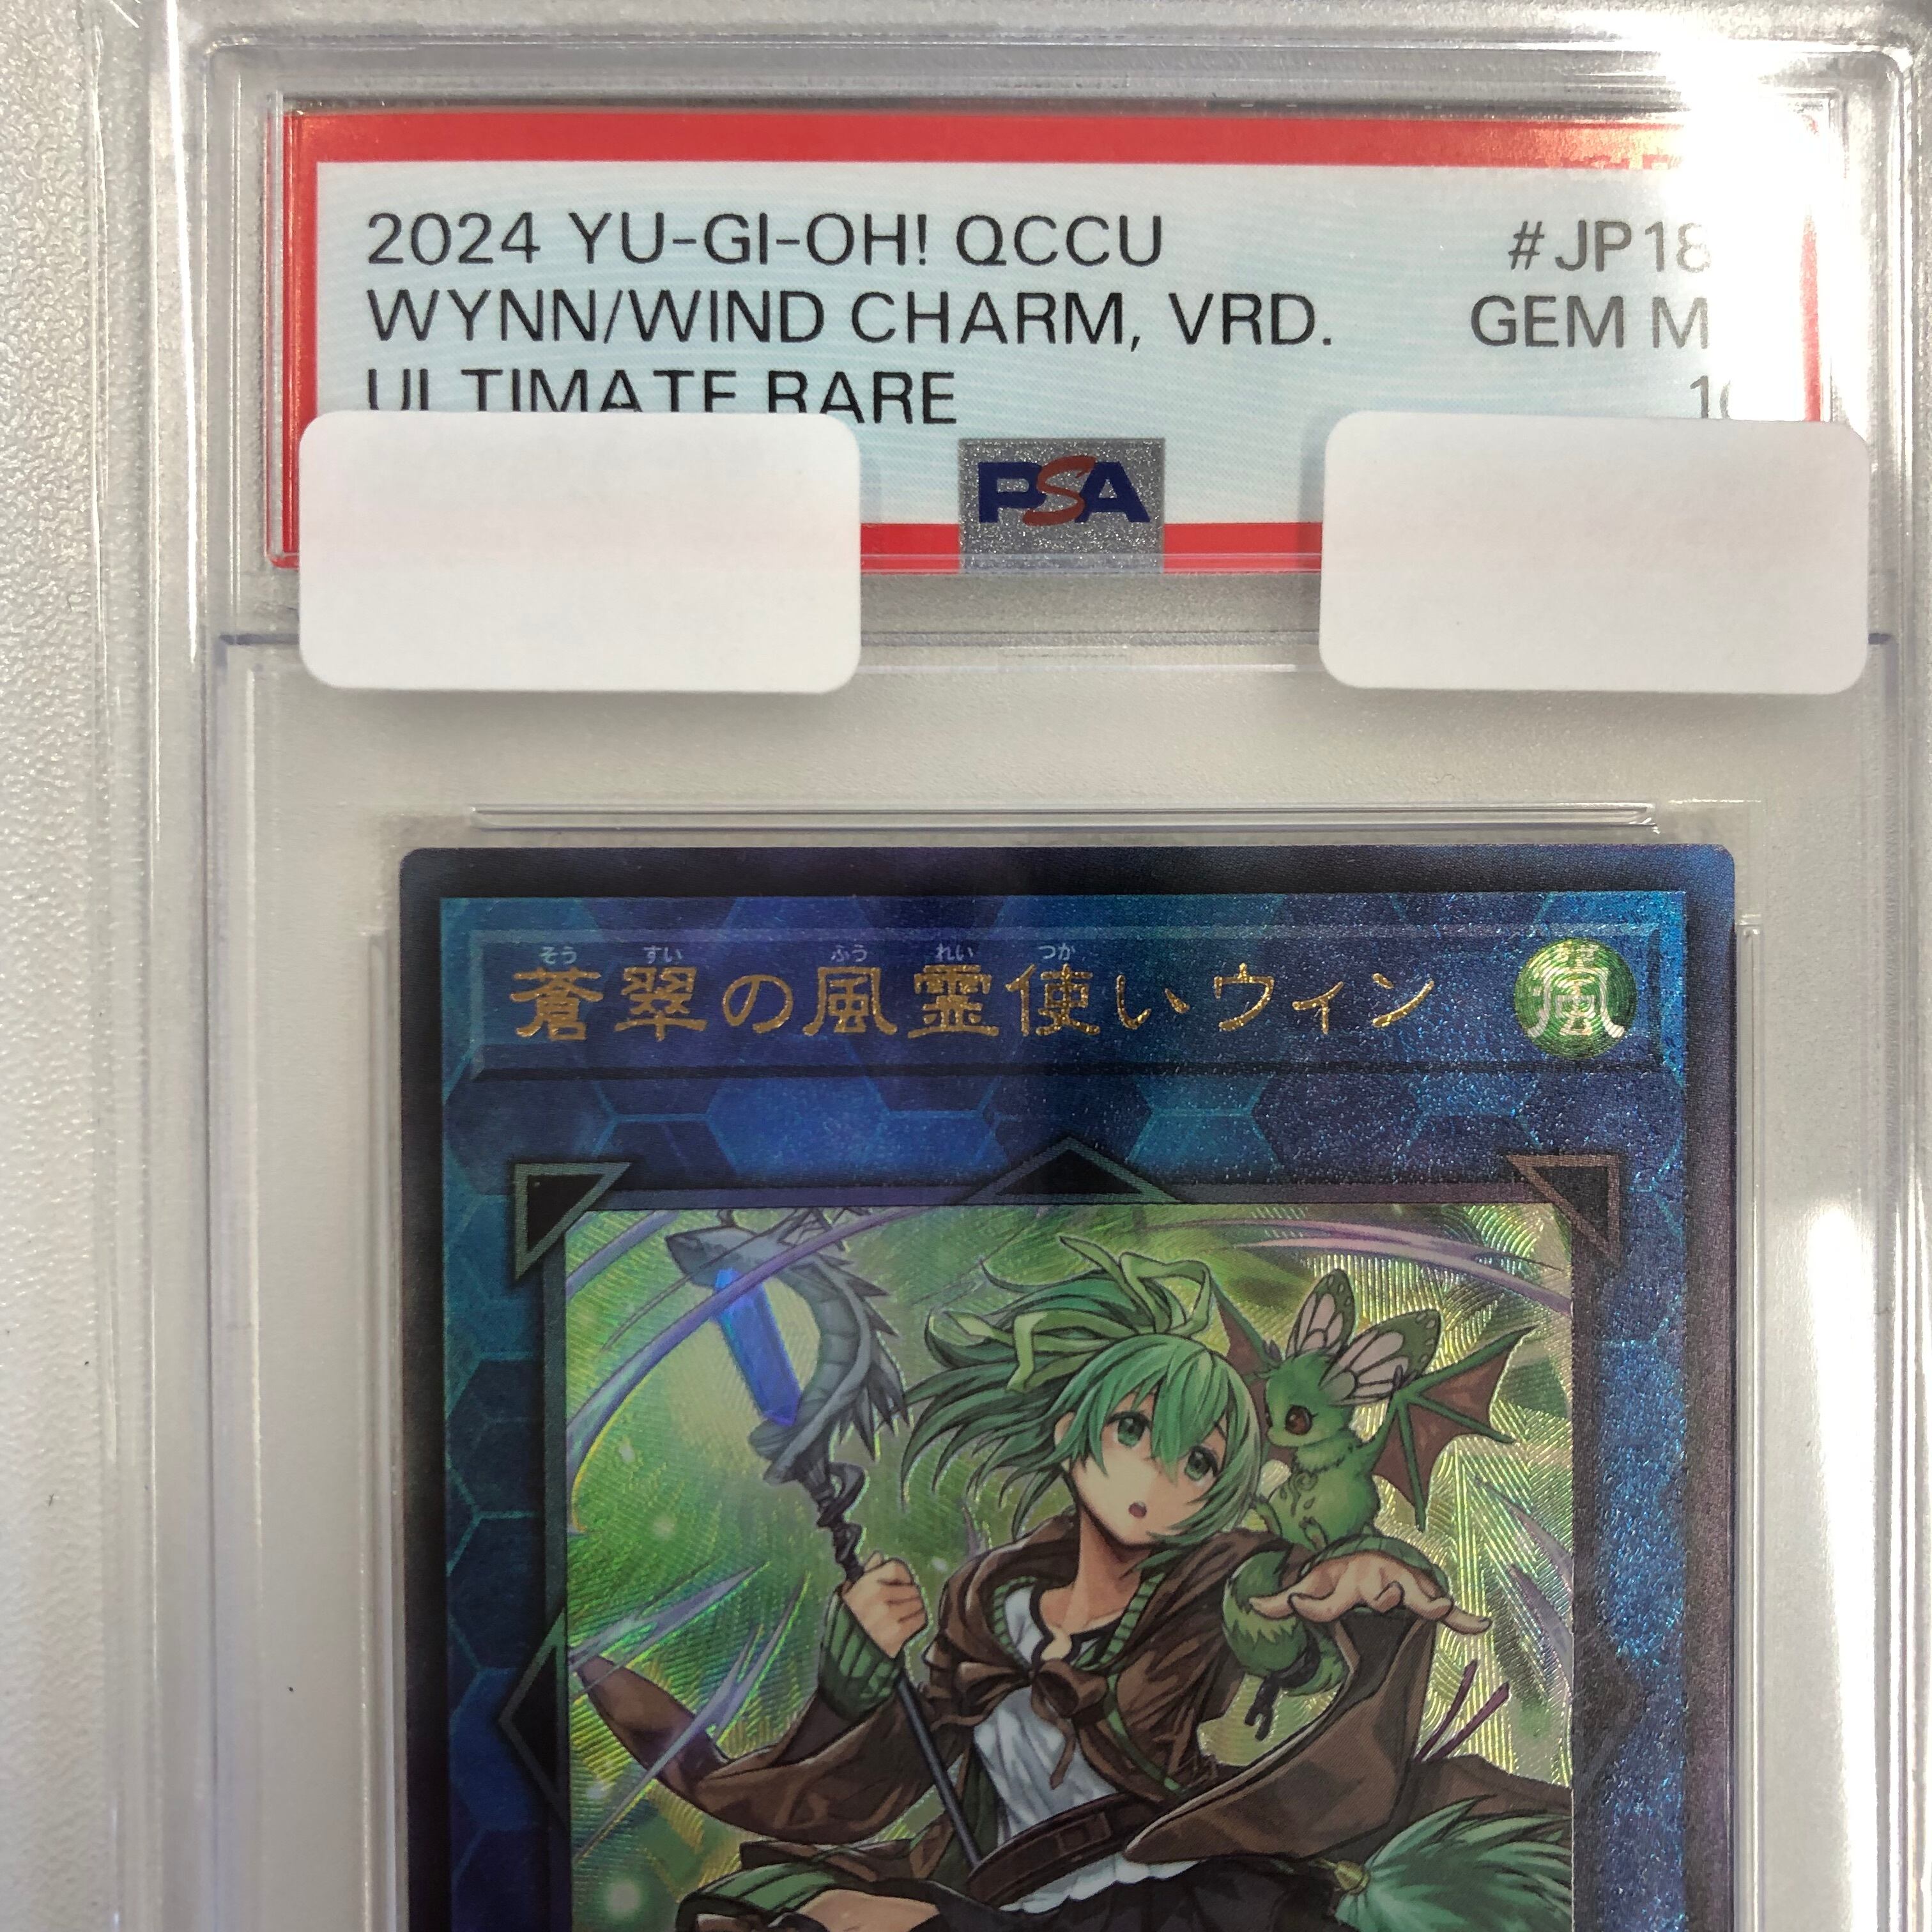 2024 YU-GI-OH! QCCU
#JP18
WYNN/WIND CHARM, VRD.
GEM M
ULTIMATE RARE
PSA
そう すい ふう れい つか
蒼翠の風霊使いウィン
風